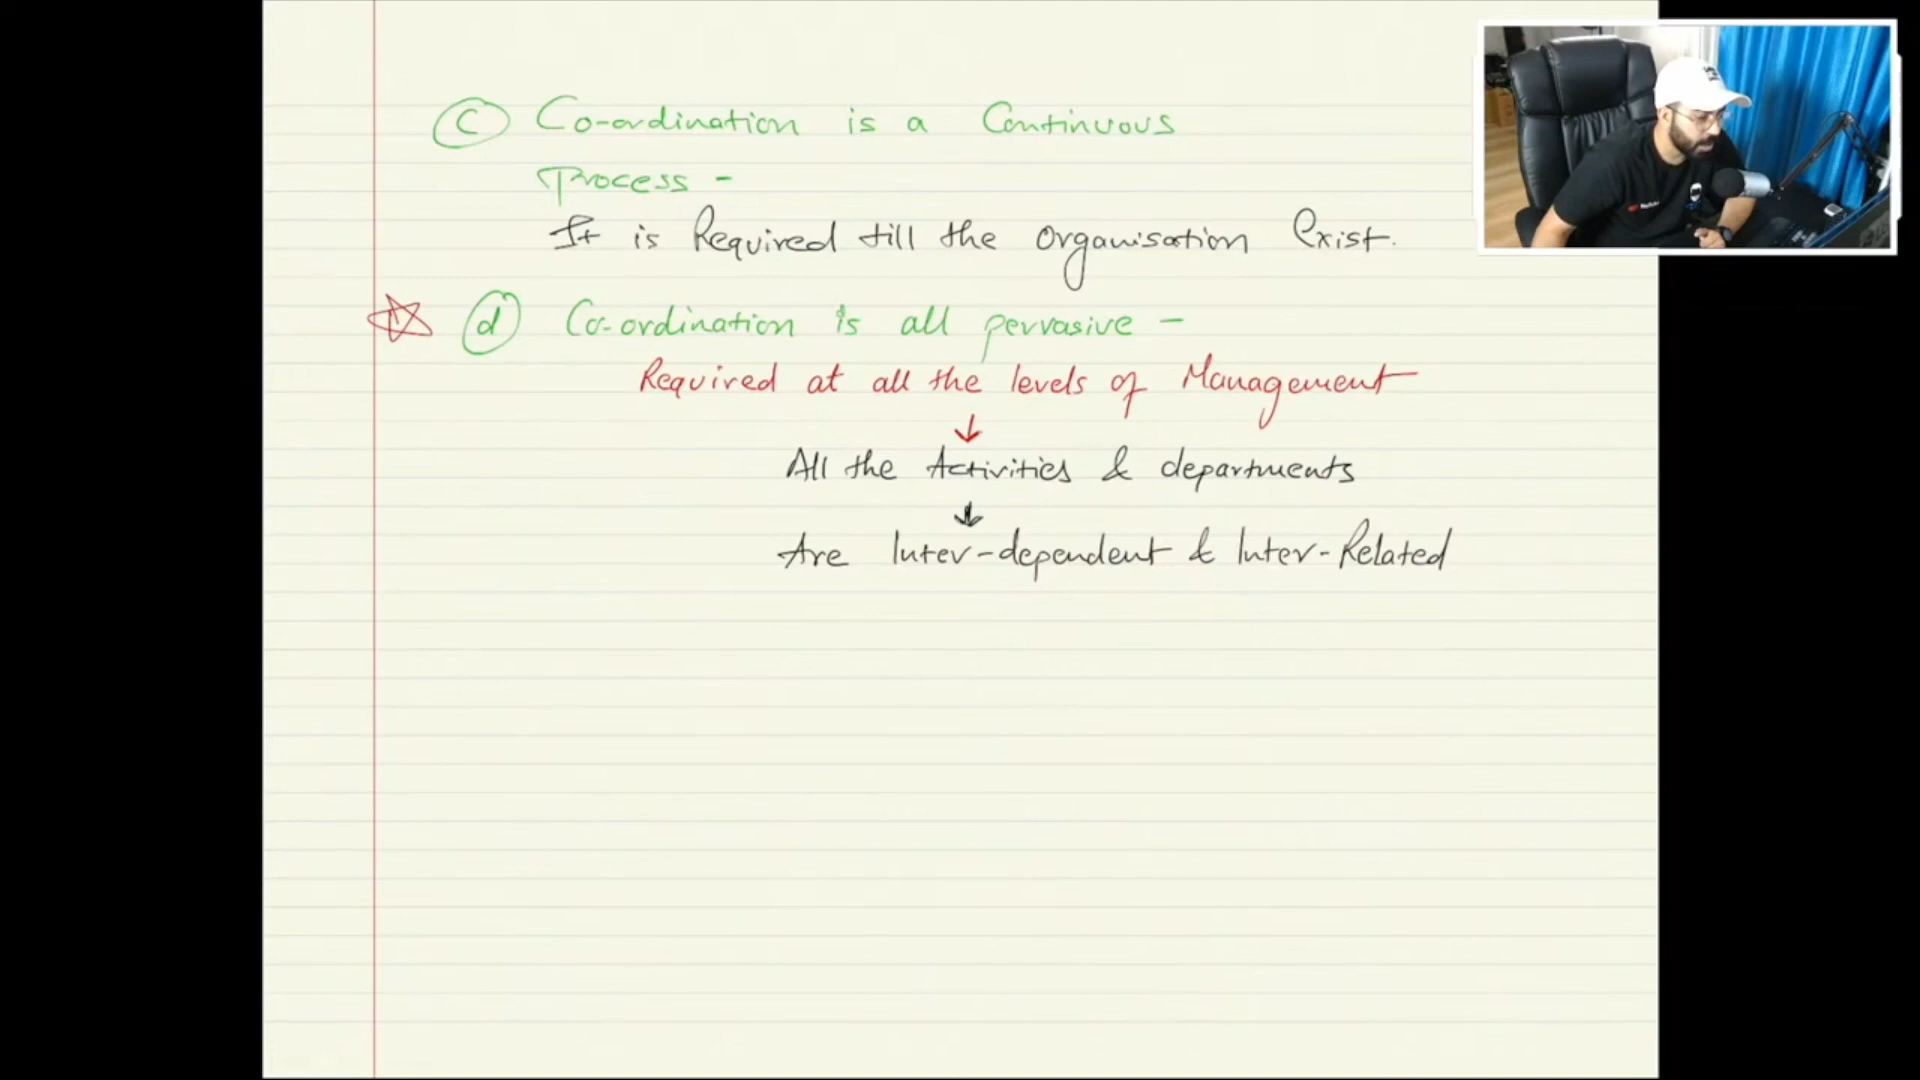 (c) Co-ordination is a Continuous
Process -
It is Required till the Organisation Exist.
(d) Co-ordination is all pervasive -
Required at all the levels of Management
↓
All the Activities & departments
↓
Are Inter-dependent & Inter-Related